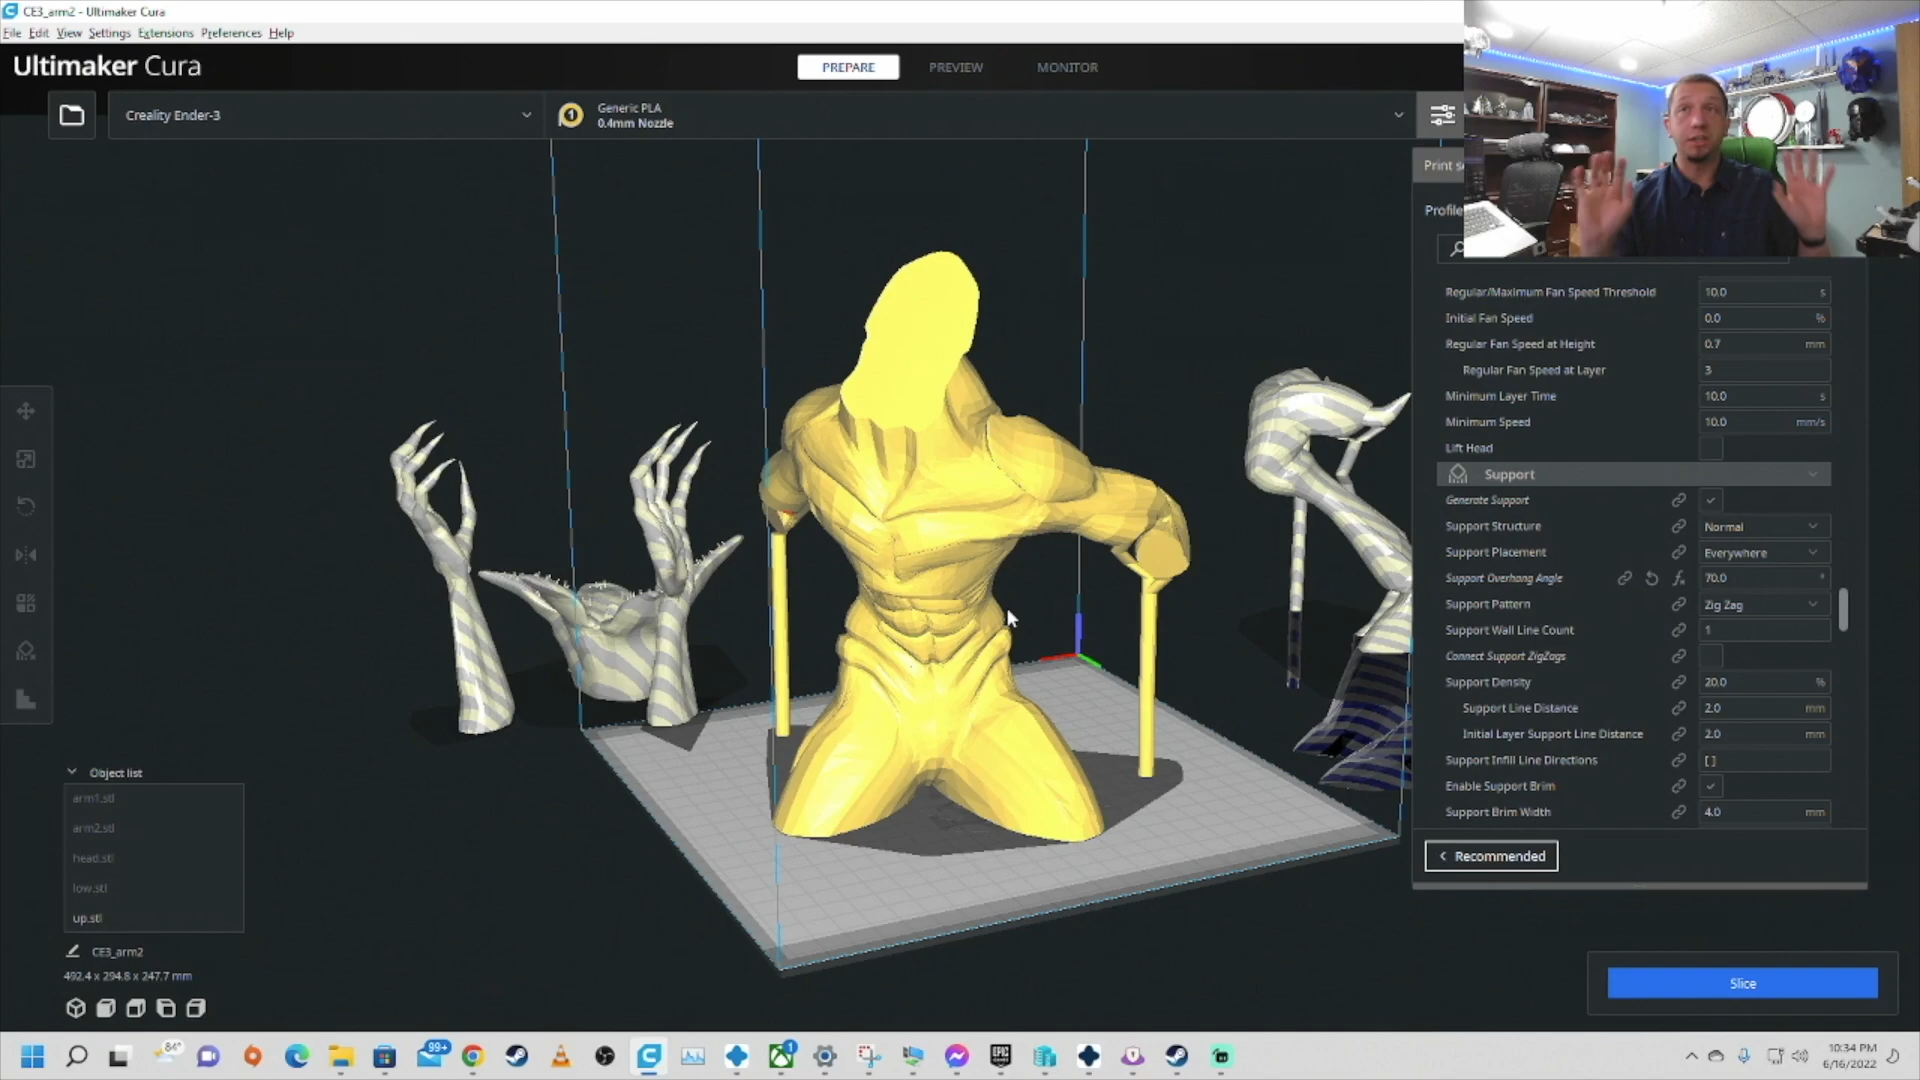 CE3_arm2 - Ultimaker Cura
File Edit View Settings Extensions Preferences Help
Ultimaker Cura
PREPARE PREVIEW MONITOR
Creality Ender-3
1
Generic PLA
0.4mm Nozzle
Print s
Profile
Regular/Maximum Fan Speed Threshold 10.0 s
Initial Fan Speed 0.0 %
Regular Fan Speed at Height 0.7 mm
Regular Fan Speed at Layer 3
Minimum Layer Time 10.0 s
Minimum Speed 10.0 mm/s
Lift Head
Support
Generate Support
Support Structure Normal
Support Placement Everywhere
Support Overhang Angle 70.0 °
Support Pattern Zig Zag
Support Wall Line Count 1
Connect Support ZigZags
Support Density 20.0 %
Support Line Distance 2.0 mm
Initial Layer Support Line Distance 2.0 mm
Support Infill Line Directions []
Enable Support Brim
Support Brim Width 4.0 mm
Recommended
Object list
arm1.stl
arm2.stl
head.stl
low.stl
up.stl
CE3_arm2
492.4 x 294.8 x 247.7 mm
Slice
84°
99+
1
EPIC
10:34 PM
6/16/2022